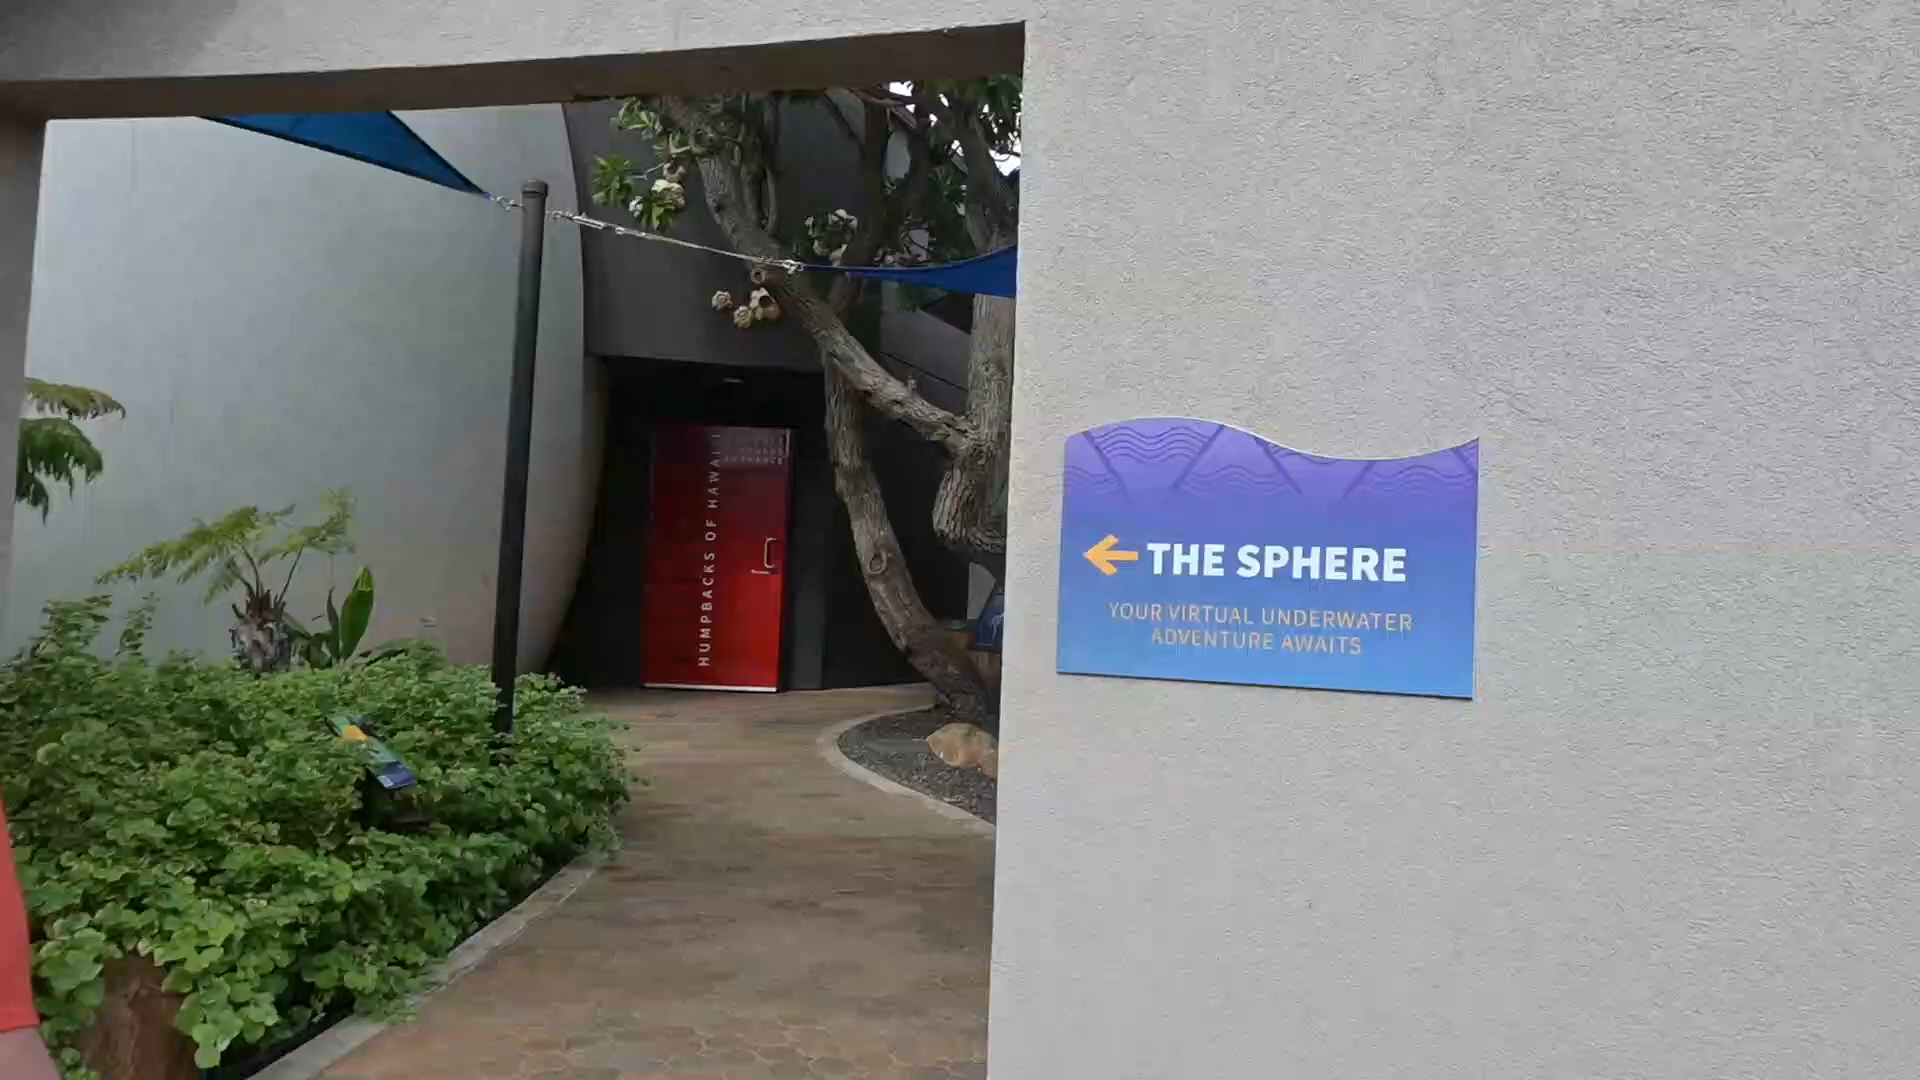 HUMPBACKS OF HAWAI'I
THE SPHERE
YOUR VIRTUAL UNDERWATER
ADVENTURE AWAITS